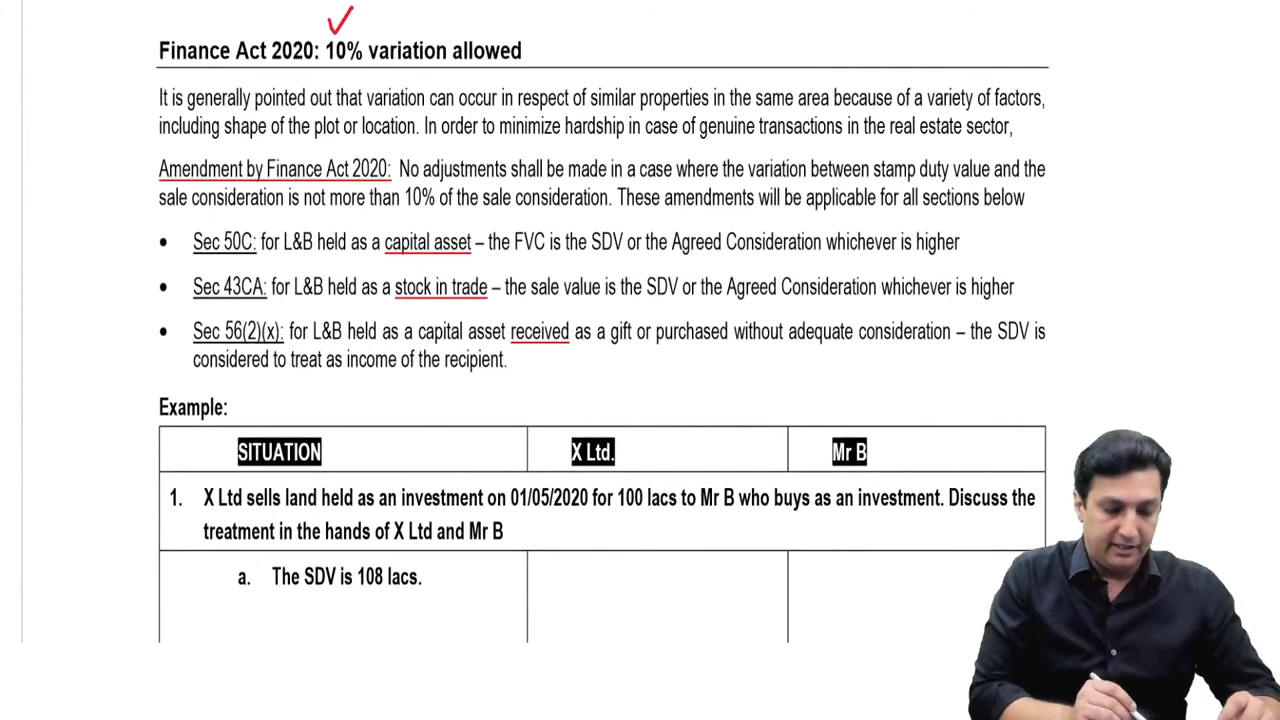 Finance Act 2020: 10% variation allowed
It is generally pointed out that variation can occur in respect of similar properties in the same area because of a variety of factors,
including shape of the plot or location. In order to minimize hardship in case of genuine transactions in the real estate sector,
Amendment by Finance Act 2020: No adjustments shall be made in a case where the variation between stamp duty value and the
sale consideration is not more than 10% of the sale consideration. These amendments will be applicable for all sections below
• Sec 50C: for L&B held as a capital asset – the FVC is the SDV or the Agreed Consideration whichever is higher
• Sec 43CA: for L&B held as a stock in trade – the sale value is the SDV or the Agreed Consideration whichever is higher
• Sec 56(2)(x): for L&B held as a capital asset received as a gift or purchased without adequate consideration – the SDV is
considered to treat as income of the recipient.
Example:
SITUATION X Ltd. Mr B
1. X Ltd sells land held as an investment on 01/05/2020 for 100 lacs to Mr B who buys as an investment. Discuss the
treatment in the hands of X Ltd and Mr B
a. The SDV is 108 lacs.